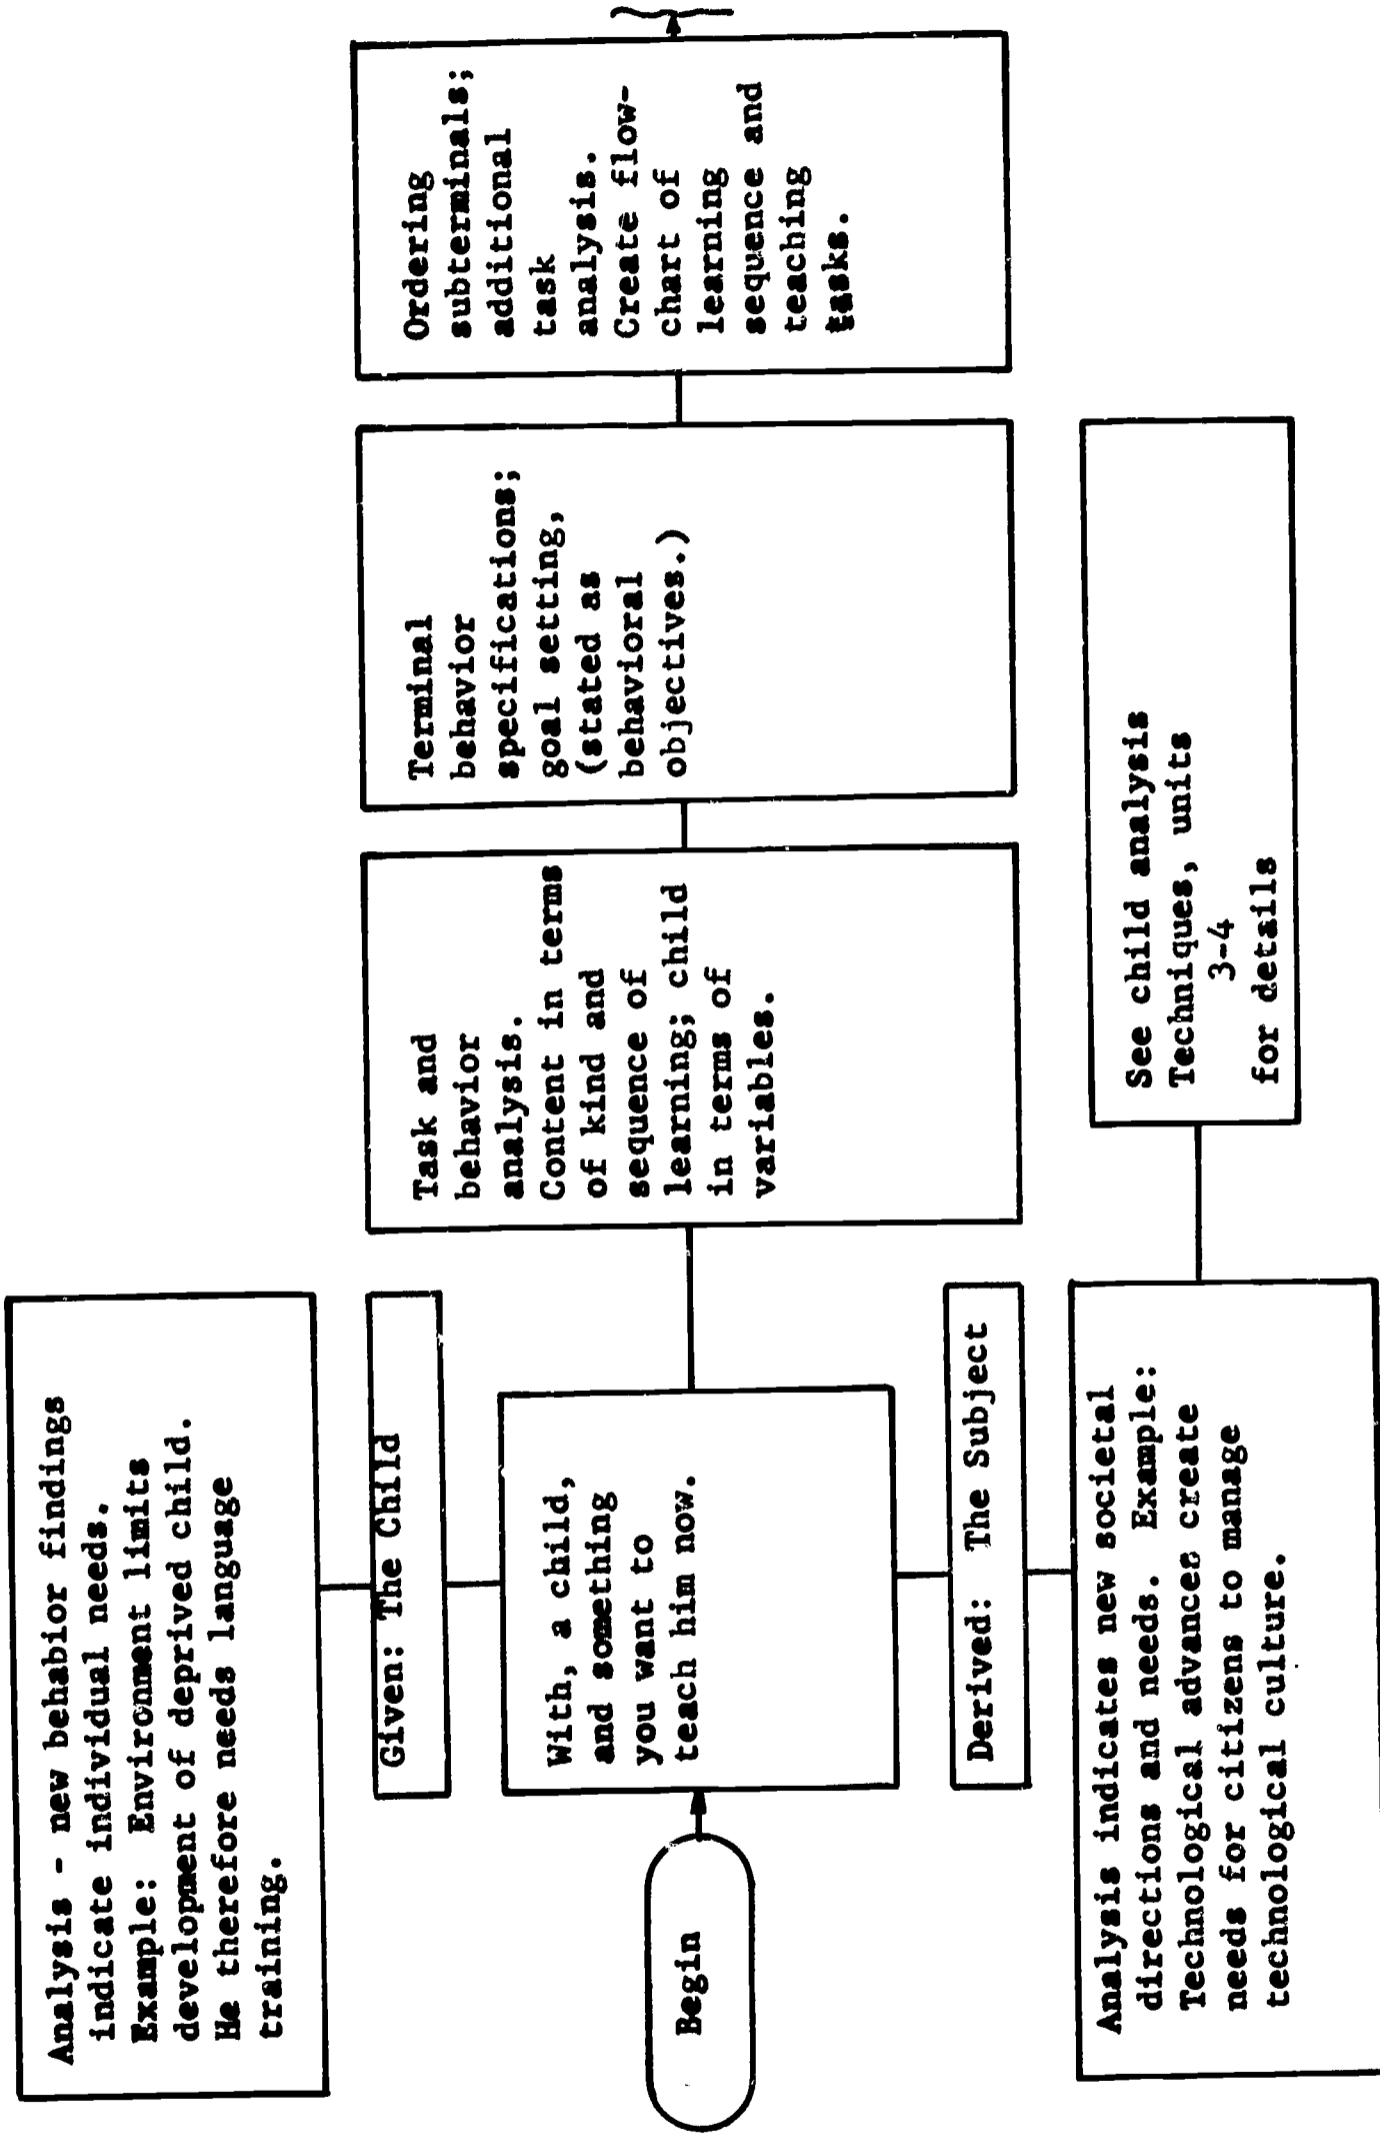 Analysis - new behabior findings
indicate individual needs.
Example: Environment limits
development of deprived child.
He therefore needs language
training.
Given: The Child
Begin
With, a child,
and something
you want to
teach him now.
Task and
behavior
analysis.
Content in terms
of kind and
sequence of
learning; child
in terms of
variables.
Terminal
behavior
specifications;
goal setting,
(stated as
behavioral
objectives.)
Ordering
subterminals;
additional
task
analysis.
Create flow-
chart of
learning
sequence and
teaching
tasks.
Derived: The Subject
Analysis indicates new societal
directions and needs. Example:
Technological advances create
needs for citizens to manage
technological culture.
See child analysis
Techniques, units
3-4
for details